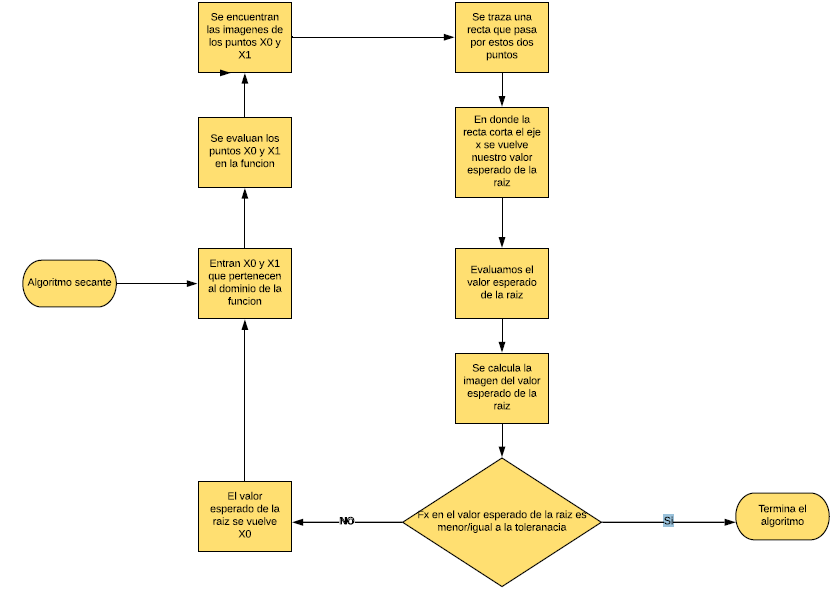 Algoritmo secante
Entran X0 y X1
que pertenecen
al dominio de la
funcion
Se evaluan los
puntos X0 y X1
en la funcion
Se encuentran
las imagenes de
los puntos X0 y
X1
Se traza una
recta que pasa
por estos dos
puntos
En donde la
recta corta el eje
x se vuelve
nuestro valor
esperado de la
raiz
Evaluamos el
valor esperado
de la raiz
Se calcula la
imagen del valor
esperado de la
raiz
Fx en el valor esperado de la raiz es
menor/igual a la toleranacia
NO
El valor
esperado de la
raiz se vuelve
X0
Si
Termina el
algoritmo